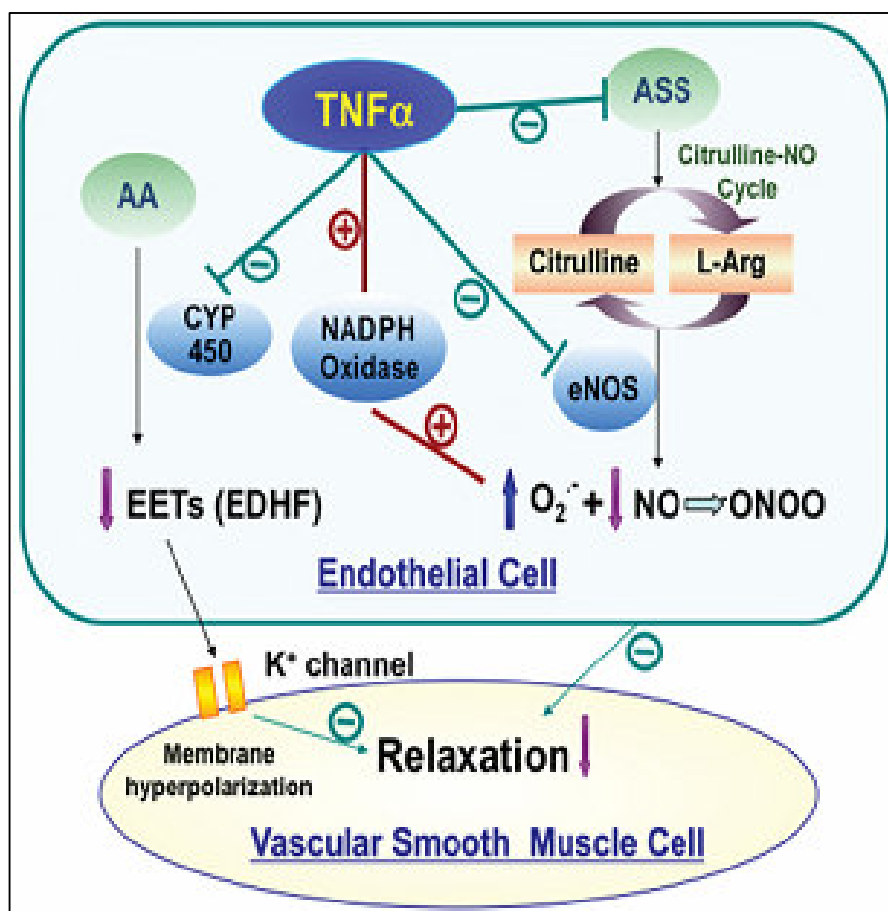 TNFα
ASS
Citrulline-NO
Cycle
AA
Citrulline
L-Arg
CYP
450
NADPH
Oxidase
eNOS
EETs (EDHF)
O₂·- + NO ⇒ ONOO
Endothelial Cell
K⁺ channel
Membrane
hyperpolarization
Relaxation
Vascular Smooth Muscle Cell